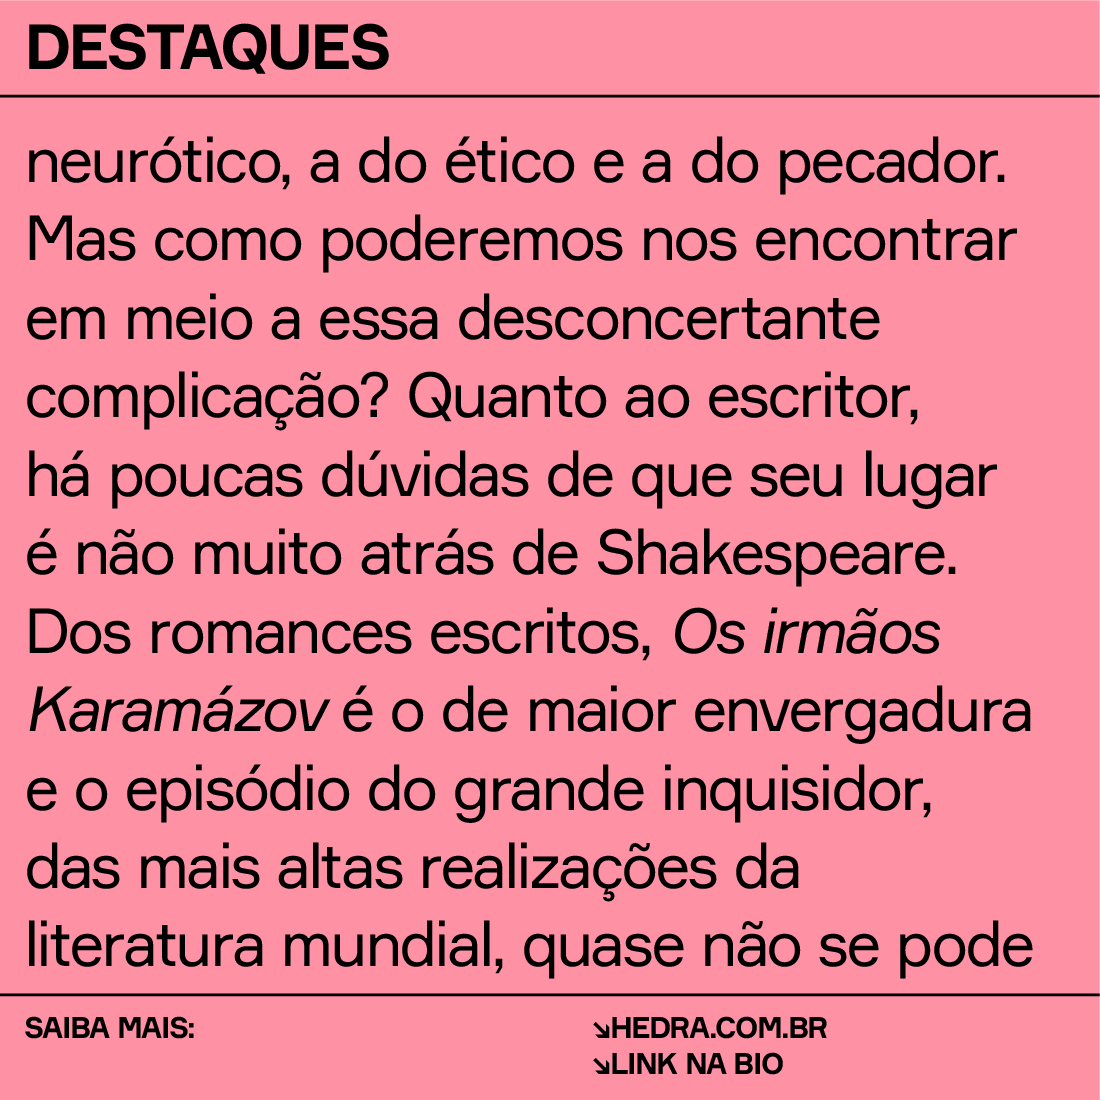 DESTAQUES
neurótico, a do ético e a do pecador.
Mas como poderemos nos encontrar
em meio a essa desconcertante
complicação? Quanto ao escritor,
há poucas dúvidas de que seu lugar
é não muito atrás de Shakespeare.
Dos romances escritos, Os irmãos
Karamázov é o de maior envergadura
e o episódio do grande inquisidor,
das mais altas realizações da
literatura mundial, quase não se pode
SAIBA MAIS:
↘HEDRA.COM.BR
↘LINK NA BIO